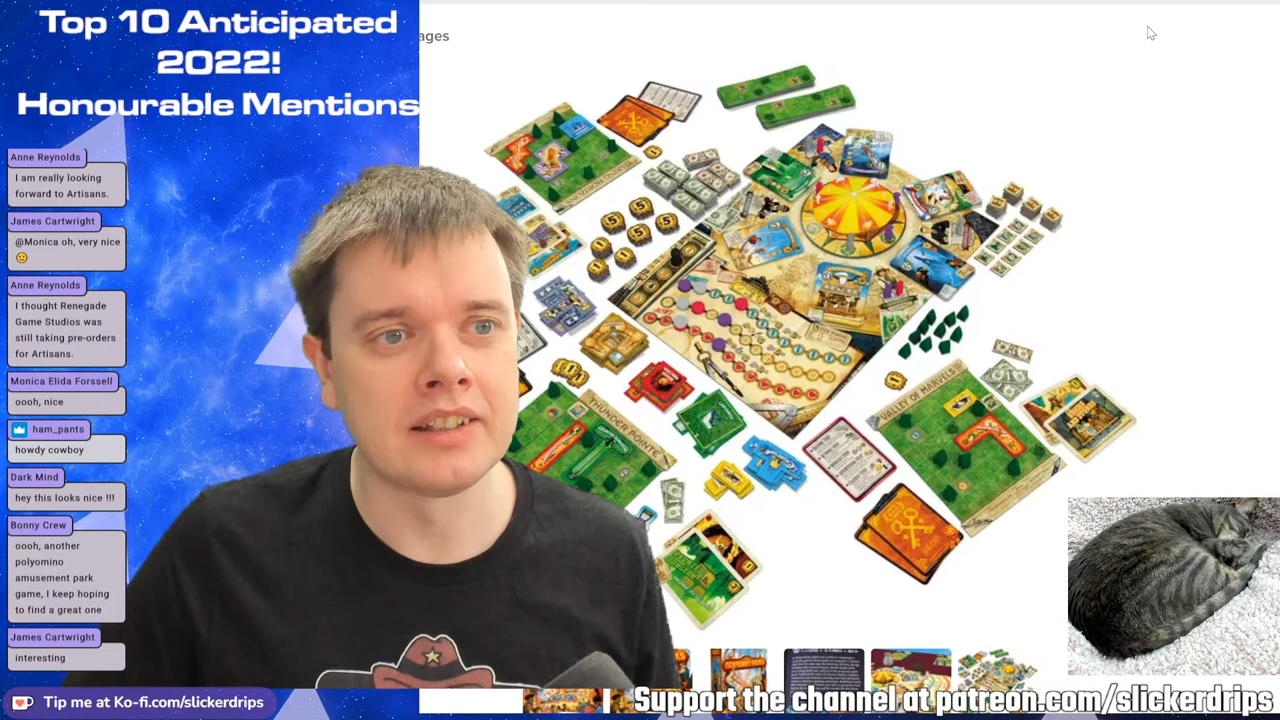 Top 10 Anticipated
2022!
Honourable Mentions
ages
Anne Reynolds
I am really looking
forward to Artisans.
James Cartwright
@Monica oh, very nice
🙂
Anne Reynolds
I thought Renegade
Game Studios was
still taking pre-orders
for Artisans.
Monica Elida Forssell
oooh, nice
ham_pants
howdy cowboy
Dark Mind
hey this looks nice !!!
Bonny Crew
oooh, another
polyomino
amusement park
game, I keep hoping
to find a great one
James Cartwright
interesting
THUNDER POINTE
VALLEY OF MARVELS
5
5
5
Tip me
o-fi.com/slickerdrips
Support the channel at patreon.com/slickerdrips